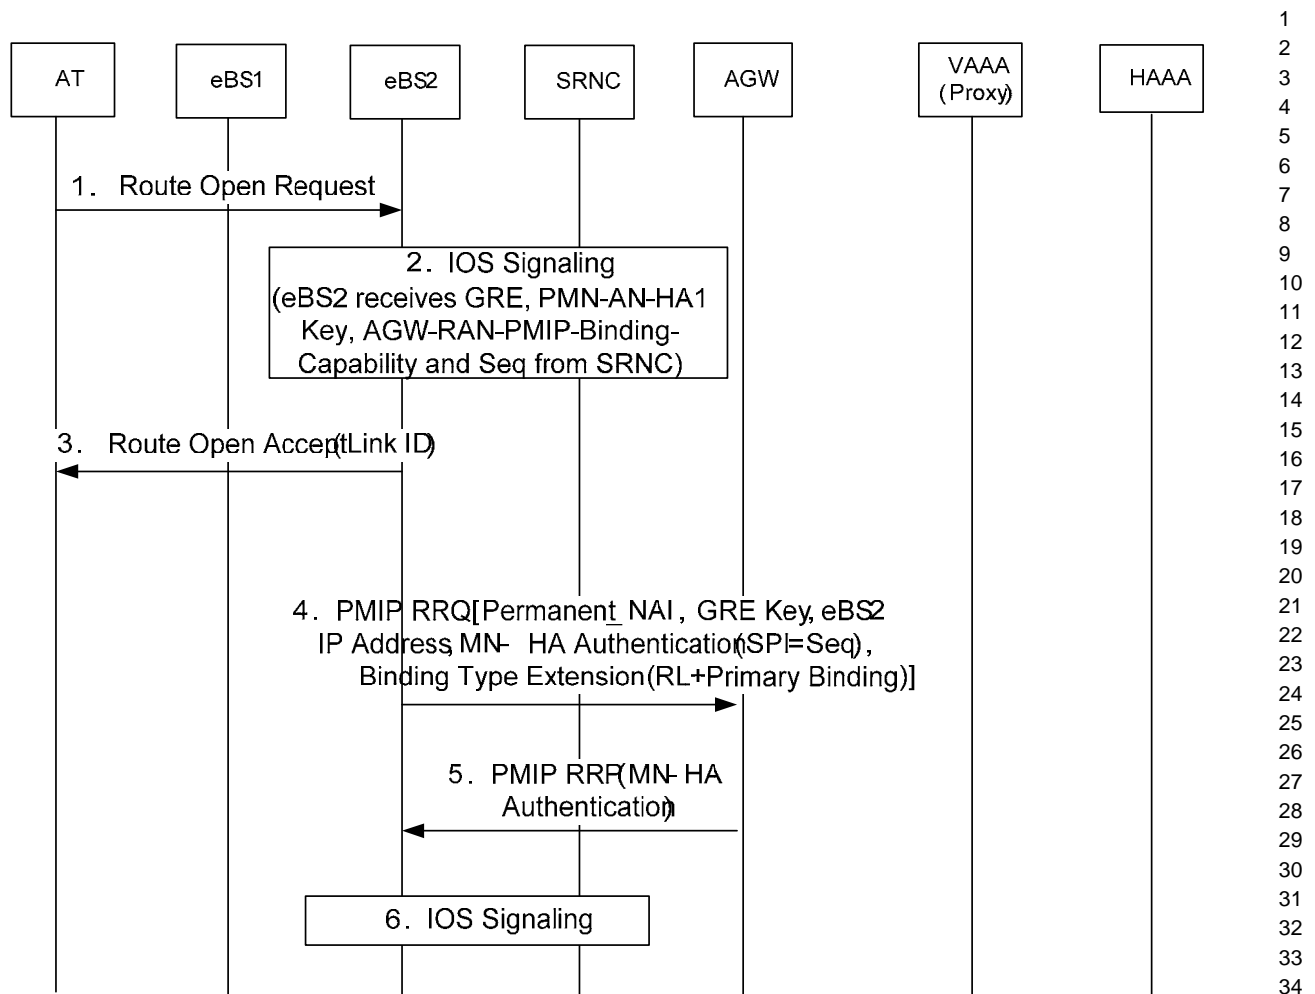 AT
eBS1
eBS2
SRNC
AGW
VAAA
(Proxy)
HAAA
1. Route Open Request
2. IOS Signaling
(eBS2 receives GRE, PMN-AN-HA1
Key, AGW-RAN-PMIP-Binding-
Capability and Seq from SRNC)
3. Route Open Accept(Link ID)
4. PMIP RRQ[Permanent_NAI, GRE Key, eBS2
IP Address, MN-HA Authentication(SPI=Seq),
Binding Type Extension(RL+Primary Binding)]
5. PMIP RRP(MN-HA
Authentication)
6. IOS Signaling
1
2
3
4
5
6
7
8
9
10
11
12
13
14
15
16
17
18
19
20
21
22
23
24
25
26
27
28
29
30
31
32
33
34